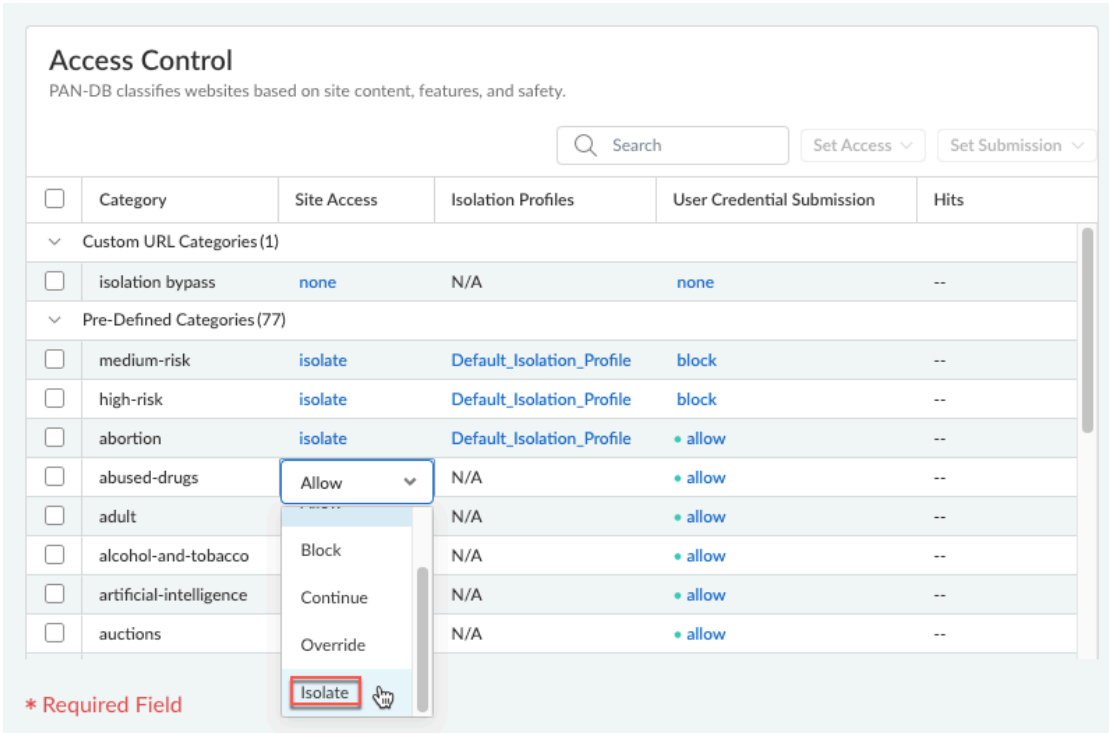 Access Control
PAN-DB classifies websites based on site content, features, and safety.
Search Set Access Set Submission
Category Site Access Isolation Profiles User Credential Submission Hits
Custom URL Categories (1)
isolation bypass none N/A none --
Pre-Defined Categories (77)
medium-risk isolate Default_Isolation_Profile block --
high-risk isolate Default_Isolation_Profile block --
abortion isolate Default_Isolation_Profile • allow --
abused-drugs Allow N/A • allow --
adult N/A • allow --
Block
alcohol-and-tobacco N/A • allow --
artificial-intelligence Continue N/A • allow --
auctions N/A • allow --
Override
Isolate
* Required Field